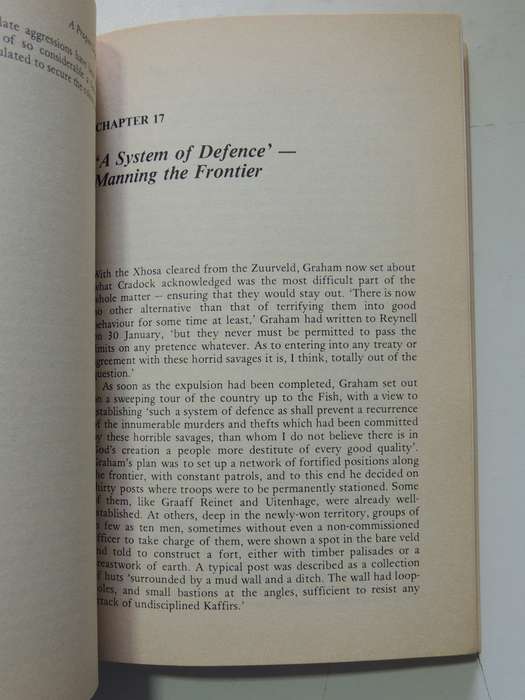 late aggressions have
of so considerable a
ulated to secure the
CHAPTER 17
'A System of Defence' —
Manning the Frontier
With the Xhosa cleared from the Zuurveld, Graham now set about
what Cradock acknowledged was the most difficult part of the
whole matter — ensuring that they would stay out. 'There is now
no other alternative than that of terrifying them into good
behaviour for some time at least,' Graham had written to Reynell
on 30 January, 'but they never must be permitted to pass the
limits on any pretence whatever. As to entering into any treaty or
agreement with these horrid savages it is, I think, totally out of the
question.'
As soon as the expulsion had been completed, Graham set out
on a sweeping tour of the country up to the Fish, with a view to
establishing 'such a system of defence as shall prevent a recurrence
of the innumerable murders and thefts which had been committed
by these horrible savages, than whom I do not believe there is in
God's creation a people more destitute of every good quality'.
Graham's plan was to set up a network of fortified positions along
the frontier, with constant patrols, and to this end he decided on
thirty posts where troops were to be permanently stationed. Some
of them, like Graaff Reinet and Uitenhage, were already well-
established. At others, deep in the newly-won territory, groups of
a few as ten men, sometimes without even a non-commissioned
officer to take charge of them, were shown a spot in the bare veld
and told to construct a fort, either with timber palisades or a
breastwork of earth. A typical post was described as a collection
of huts 'surrounded by a mud wall and a ditch. The wall had loop-
holes, and small bastions at the angles, sufficient to resist any
attack of undisciplined Kaffirs.'